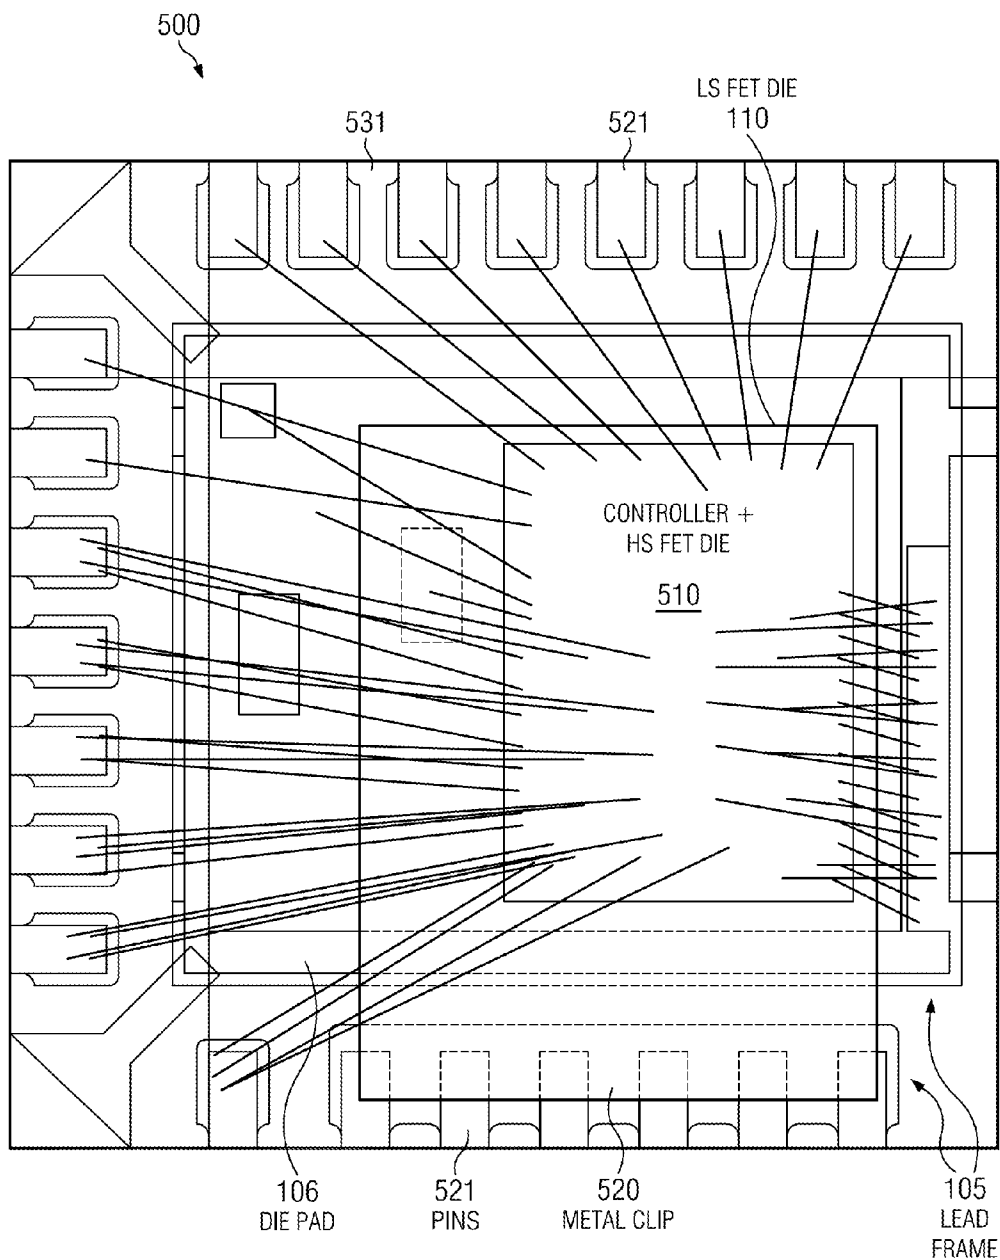 500
LS FET DIE
110
531
521
CONTROLLER +
HS FET DIE
510
106
DIE PAD
521
PINS
520
METAL CLIP
105
LEAD
FRAME